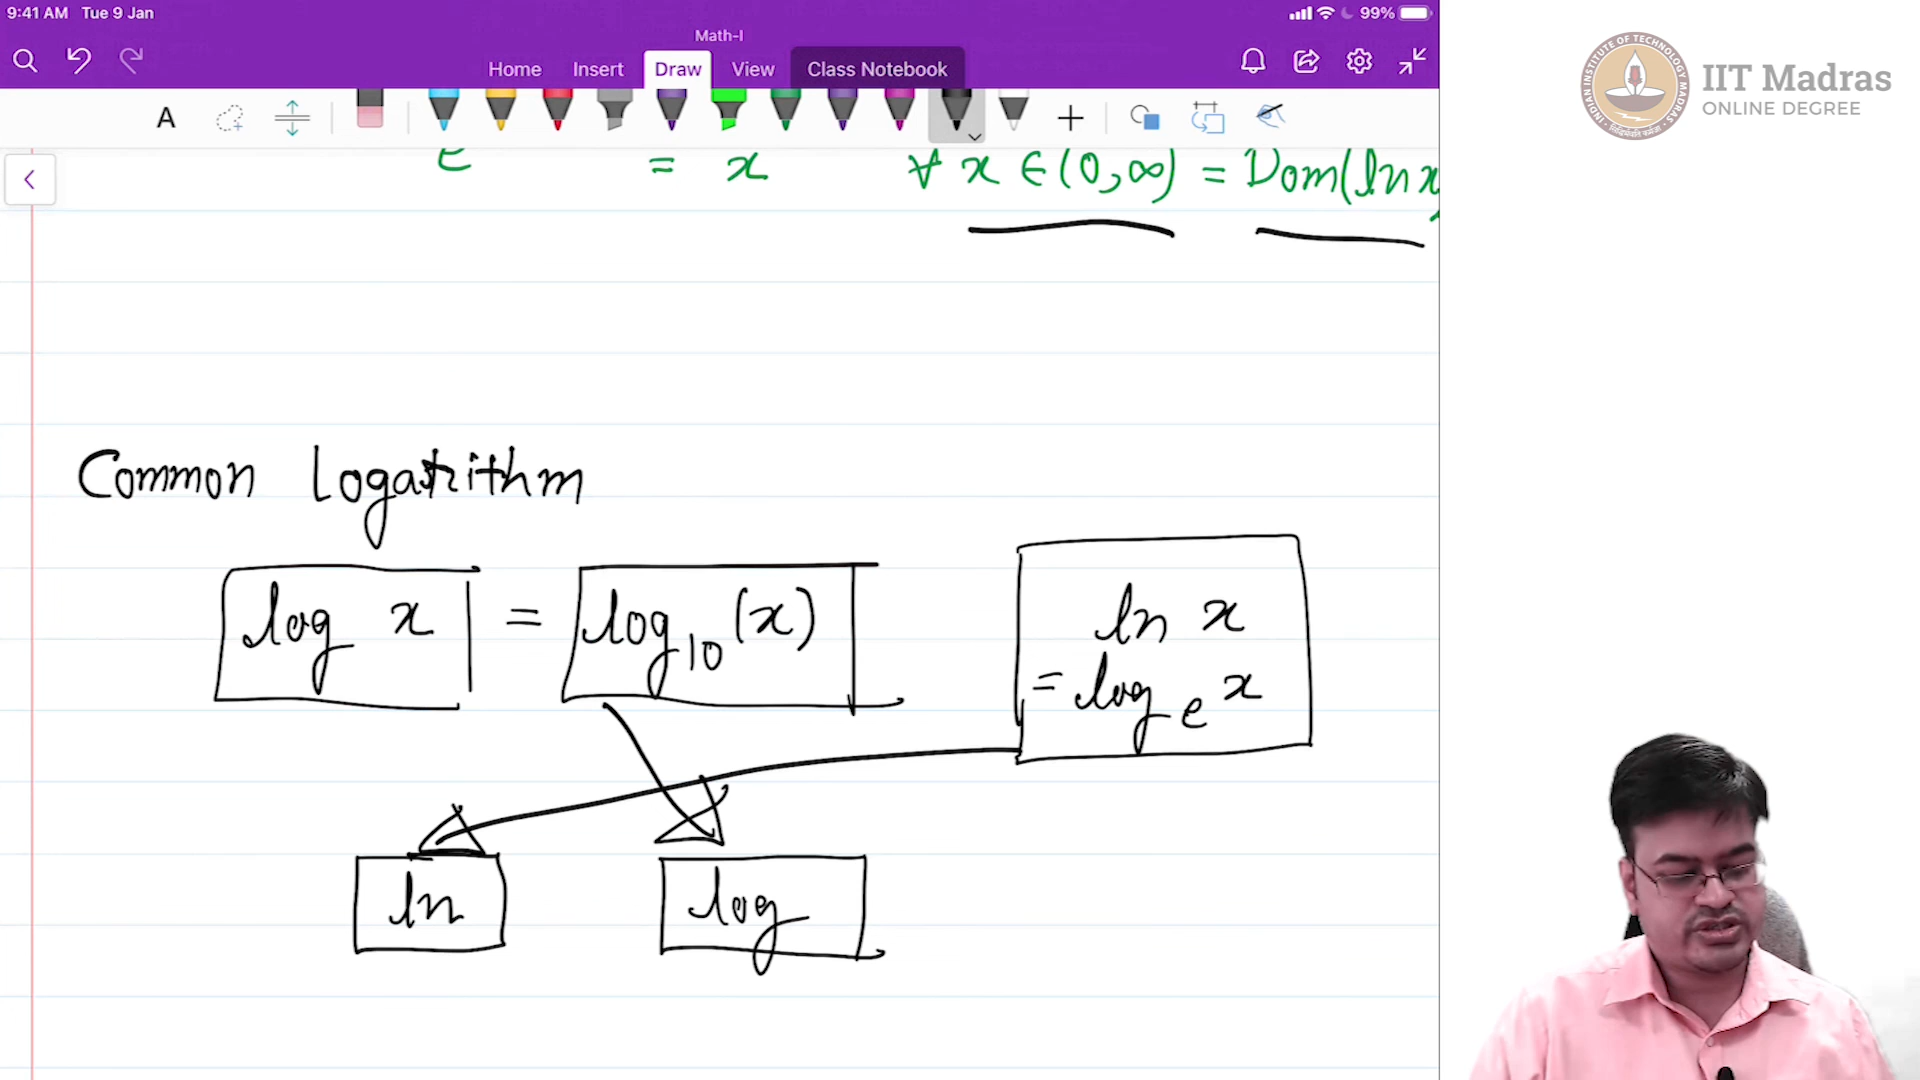 9:41 AM Tue 9 Jan 99%
Math-I
Home Insert Draw View Class Notebook
IIT Madras
ONLINE DEGREE
A
e = x ∀ x ∈ (0, ∞) = Dom(ln x)
Common Logarithm
log x = log₁₀(x)
ln x
= logₑ x
ln log